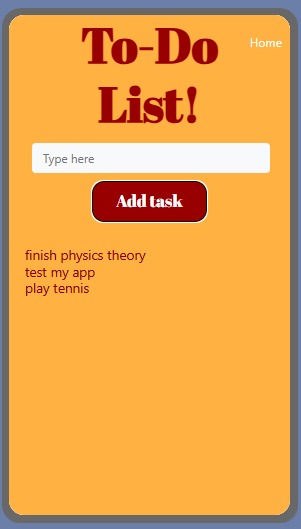 To-Do
Home
List!
Type here
Add task
finish physics theory
test my app
play tennis